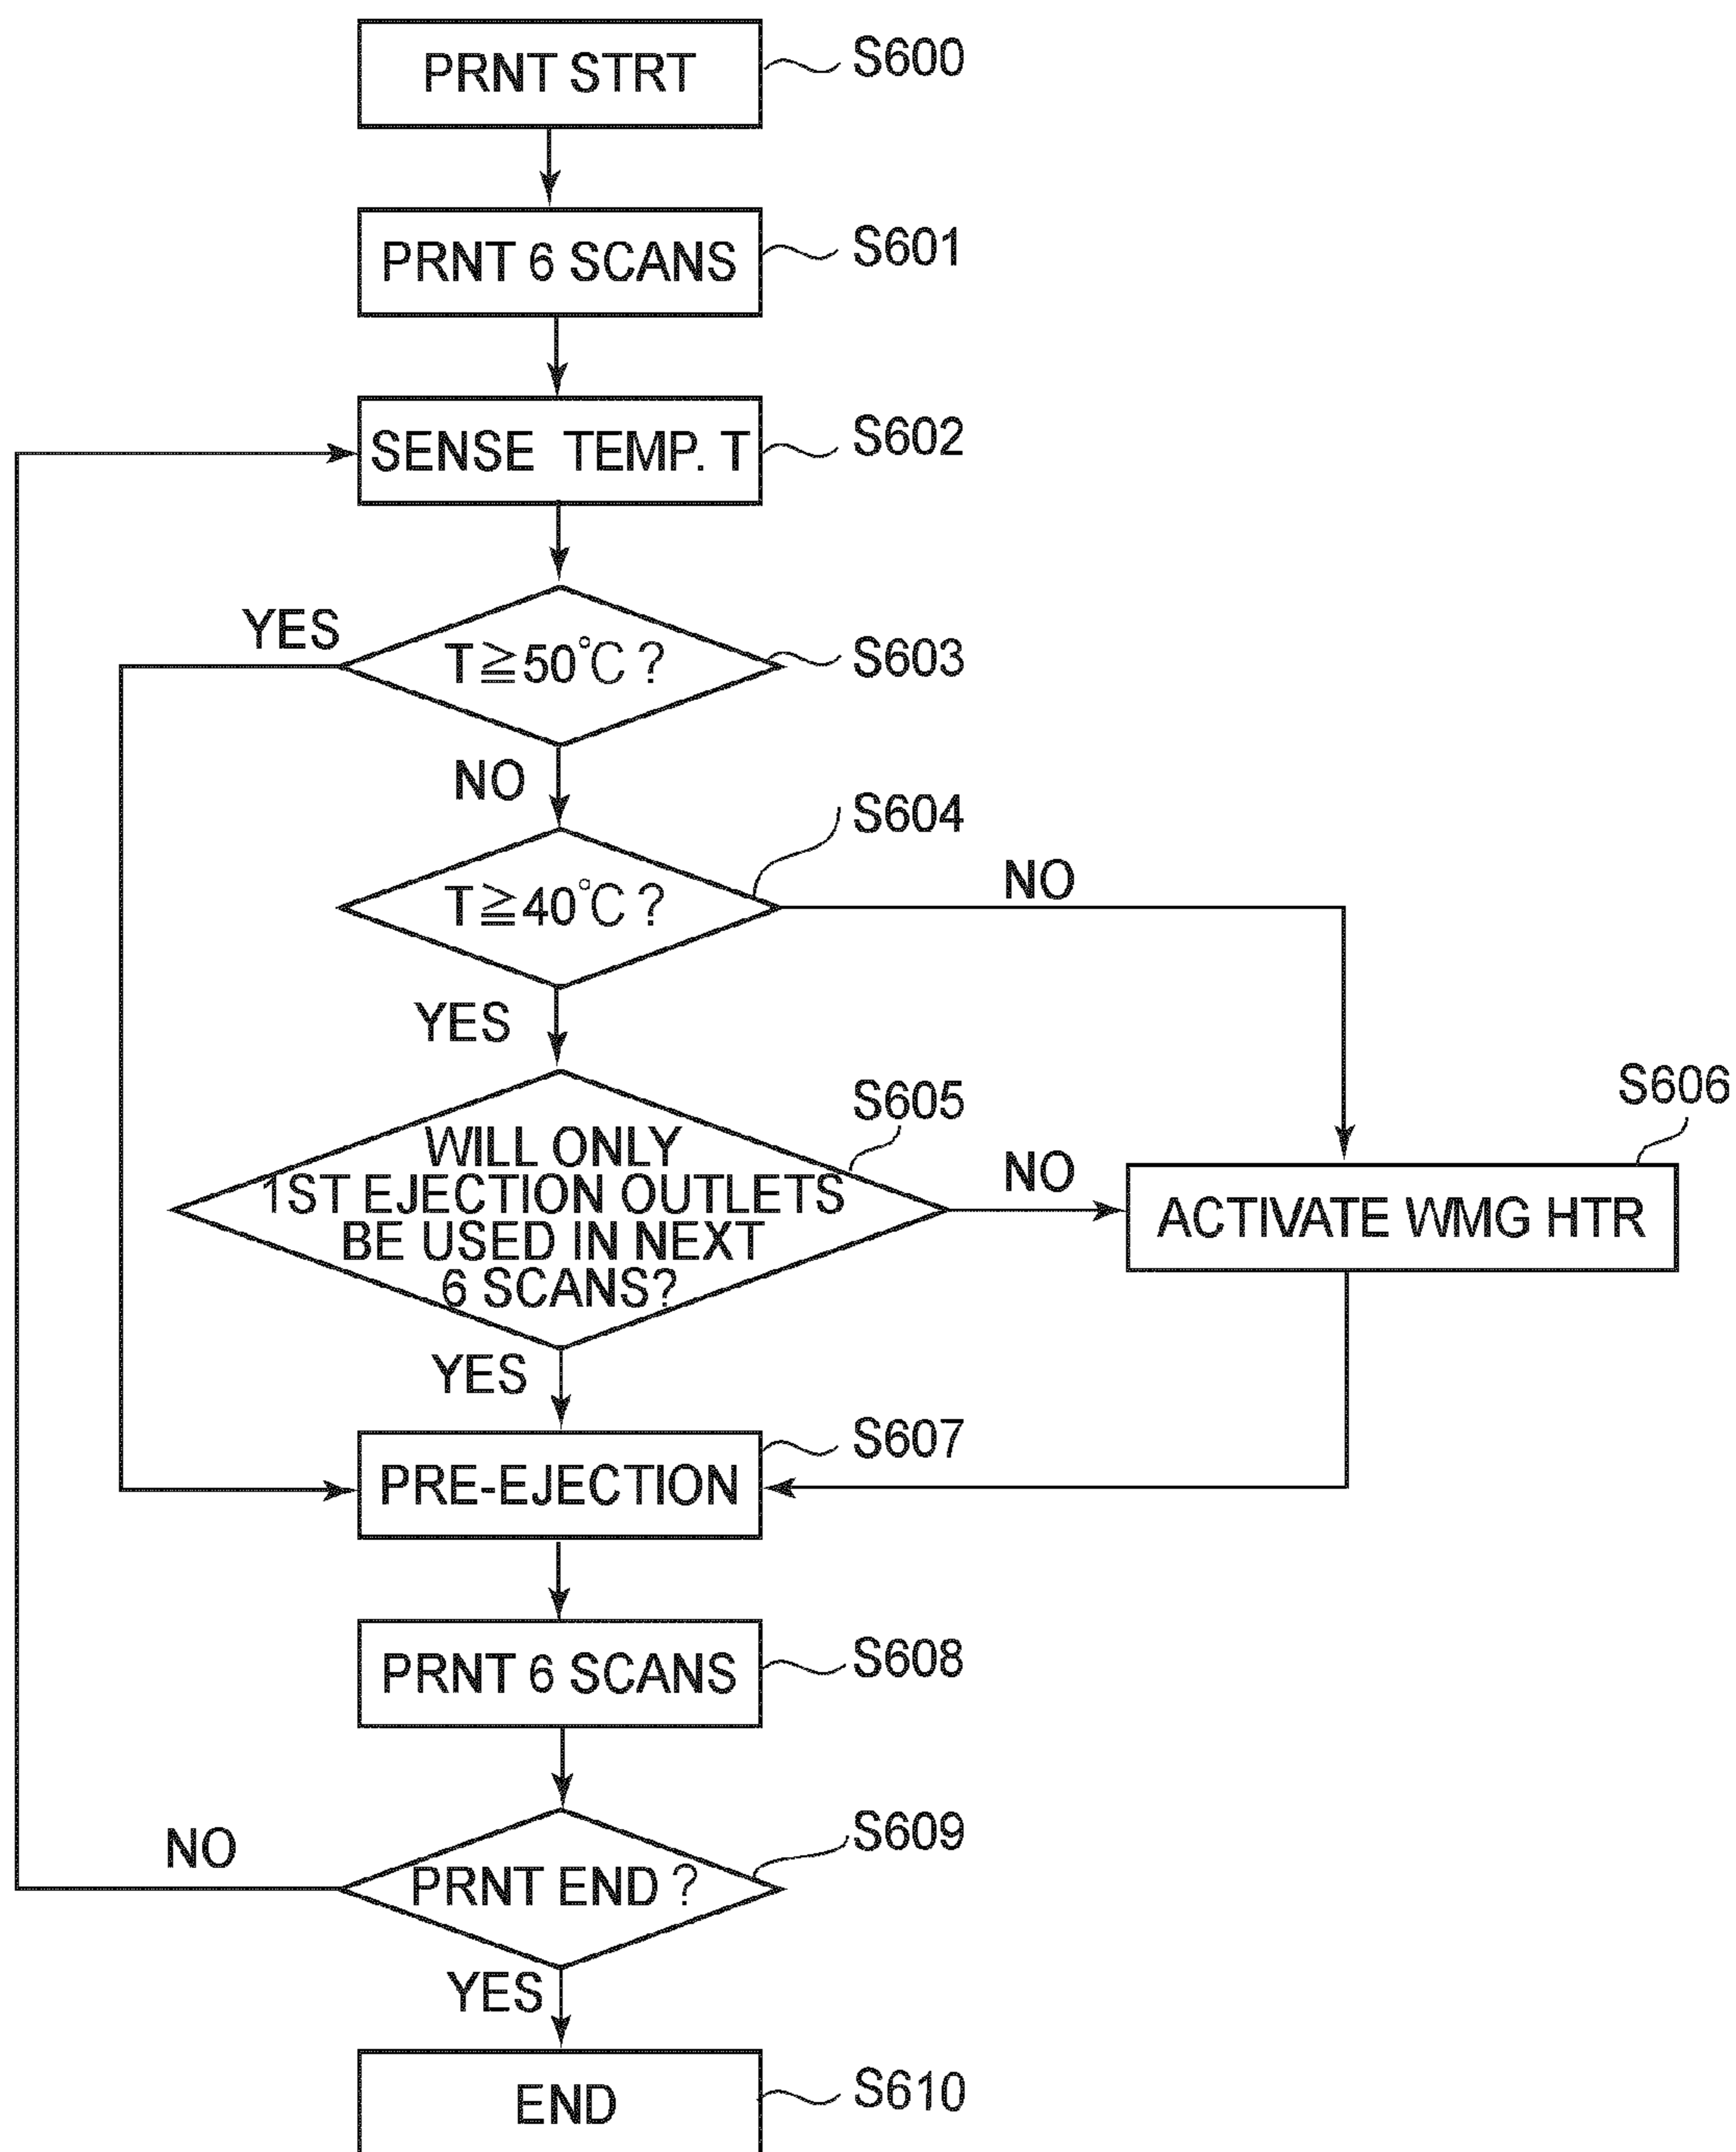 PRNT STRT
S600
PRNT 6 SCANS
S601
SENSE TEMP. T
S602
YES
T≧50°C ?
S603
NO
S604
T≧40°C ?
NO
YES
S605
S606
WILL ONLY
1ST EJECTION OUTLETS
BE USED IN NEXT
6 SCANS?
NO
ACTIVATE WMG HTR
YES
S607
PRE-EJECTION
PRNT 6 SCANS
S608
S609
NO
PRNT END ?
YES
END
S610